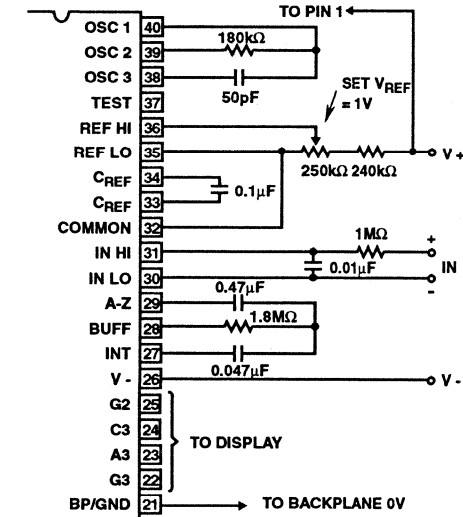 TO PIN 1
OSC 1 40
180kΩ
OSC 2 39
OSC 3 38
50pF
TEST 37
SET VREF
= 1V
REF HI 36
REF LO 35
V +
250kΩ 240kΩ
CREF 34
0.1µF
CREF 33
COMMON 32
1MΩ
+
IN HI 31
0.01µF
IN
IN LO 30
-
0.47µF
A-Z 29
1.8MΩ
BUFF 28
INT 27
0.047µF
V - 26
V -
G2 25
C3 24
TO DISPLAY
A3 23
G3 22
BP/GND 21
TO BACKPLANE 0V